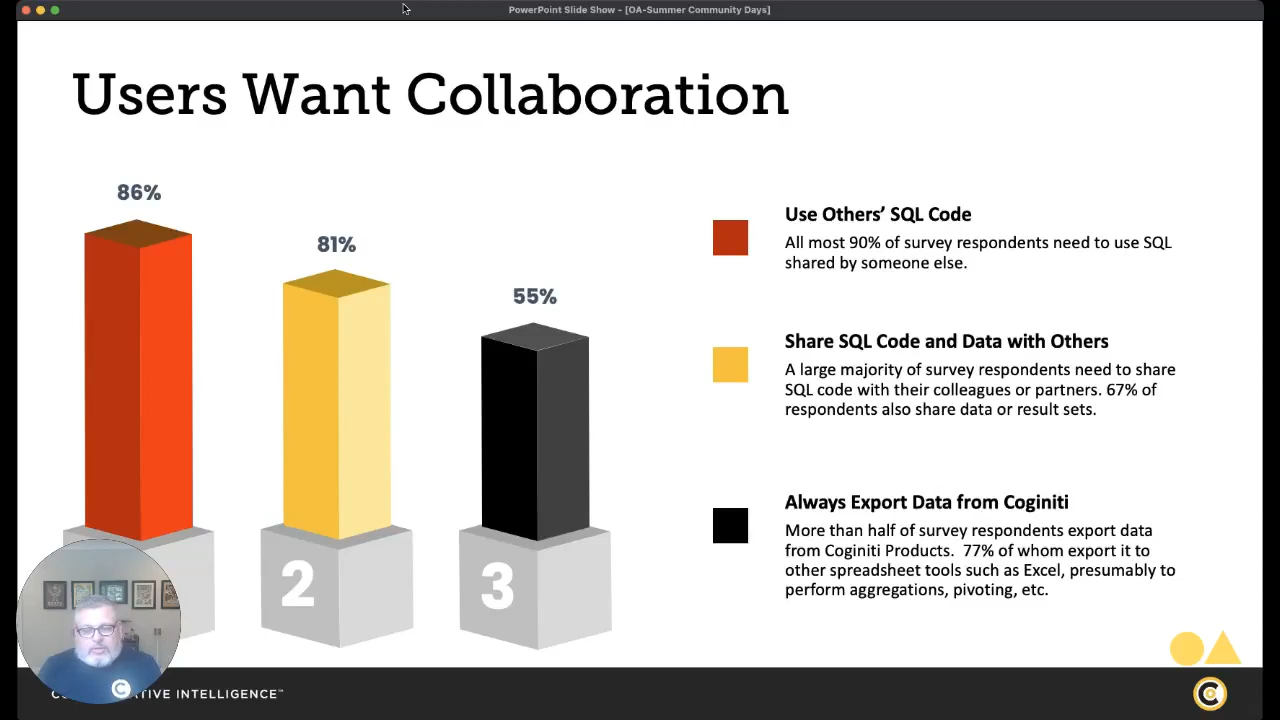 PowerPoint Slide Show - [OA-Summer Community Days]
Users Want Collaboration
86%
81%
55%
2
3
Use Others’ SQL Code
All most 90% of survey respondents need to use SQL
shared by someone else.
Share SQL Code and Data with Others
A large majority of survey respondents need to share
SQL code with their colleagues or partners. 67% of
respondents also share data or result sets.
Always Export Data from Coginiti
More than half of survey respondents export data
from Coginiti Products.  77% of whom export it to
other spreadsheet tools such as Excel, presumably to
perform aggregations, pivoting, etc.
INTELLIGENCE™